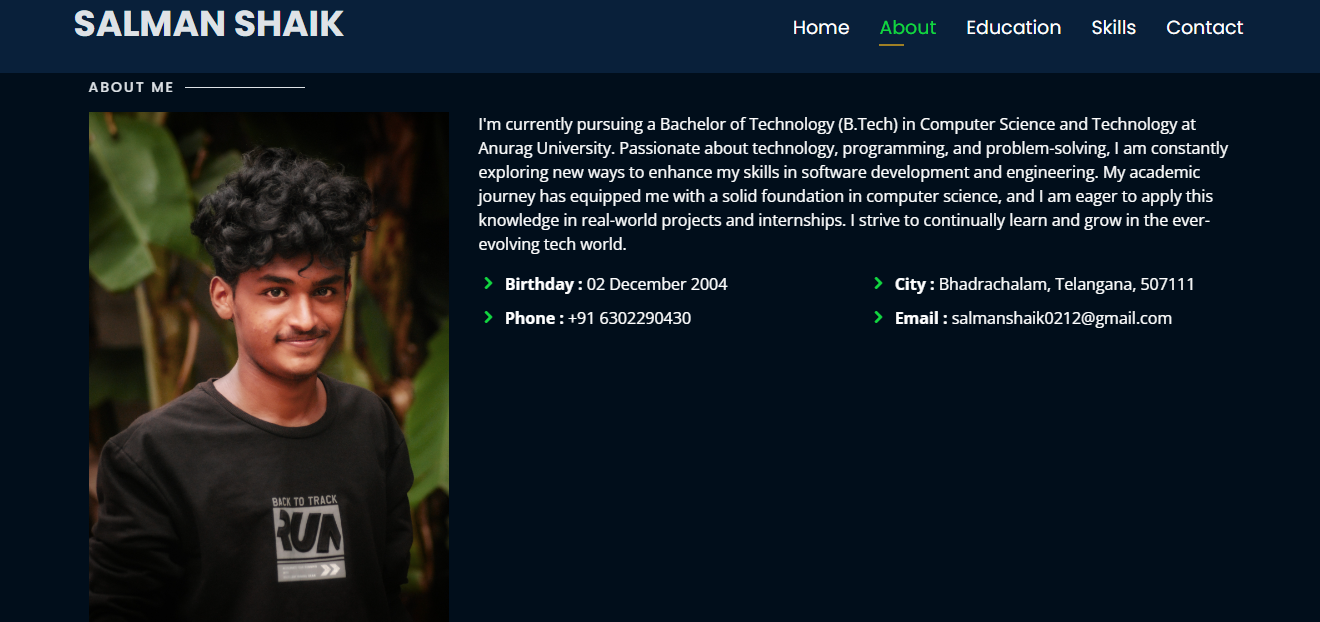 SALMAN SHAIK
Home About Education Skills Contact
ABOUT ME
I'm currently pursuing a Bachelor of Technology (B.Tech) in Computer Science and Technology at
Anurag University. Passionate about technology, programming, and problem-solving, I am constantly
exploring new ways to enhance my skills in software development and engineering. My academic
journey has equipped me with a solid foundation in computer science, and I am eager to apply this
knowledge in real-world projects and internships. I strive to continually learn and grow in the ever-
evolving tech world.
Birthday : 02 December 2004
City : Bhadrachalam, Telangana, 507111
Phone : +91 6302290430
Email : salmanshaik0212@gmail.com
BACK TO TRACK
RUN